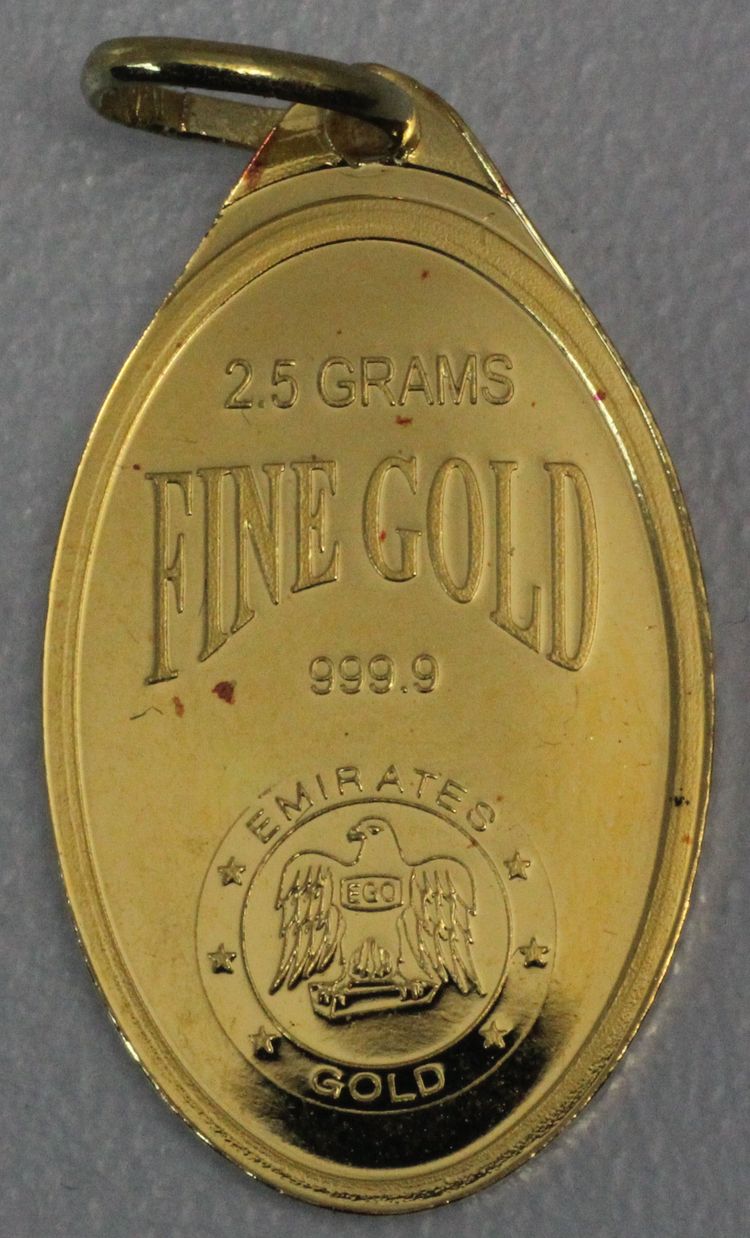 2.5 GRAMS
FINE GOLD
999.9
EMIRATES
EGO
GOLD